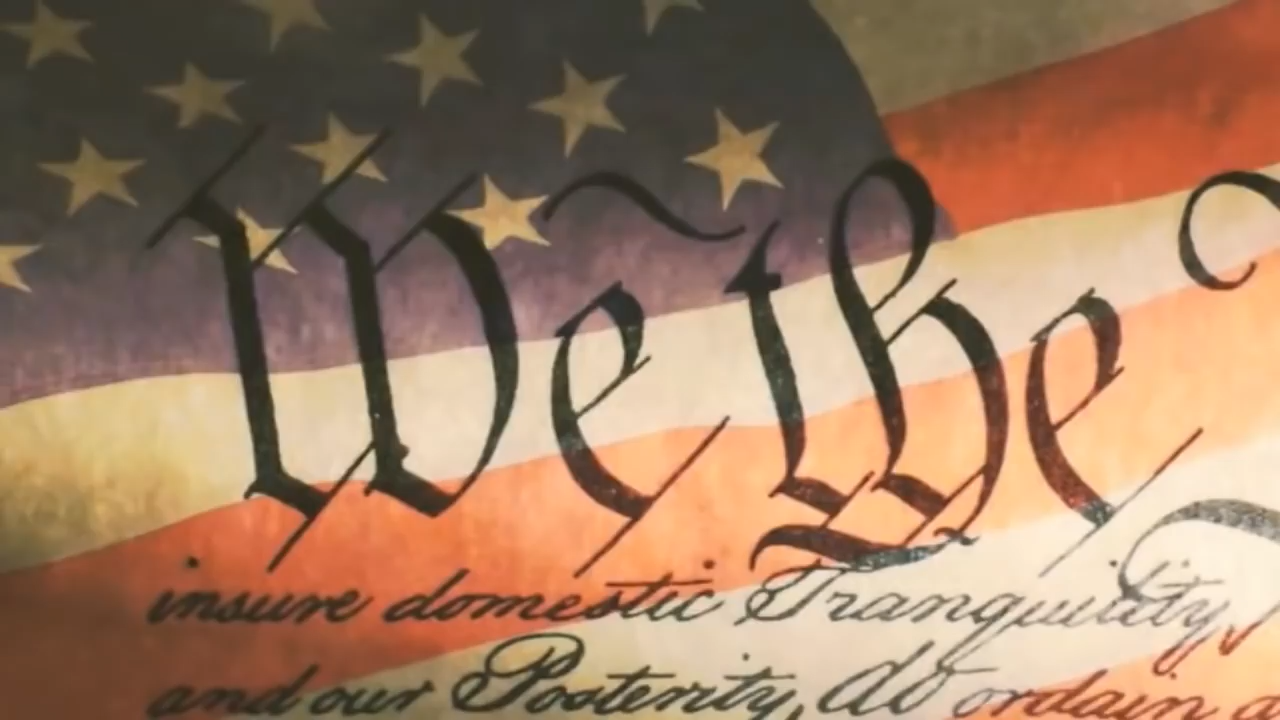 We the
insure domestic Tranquility,
and our Posterity, do ordain a